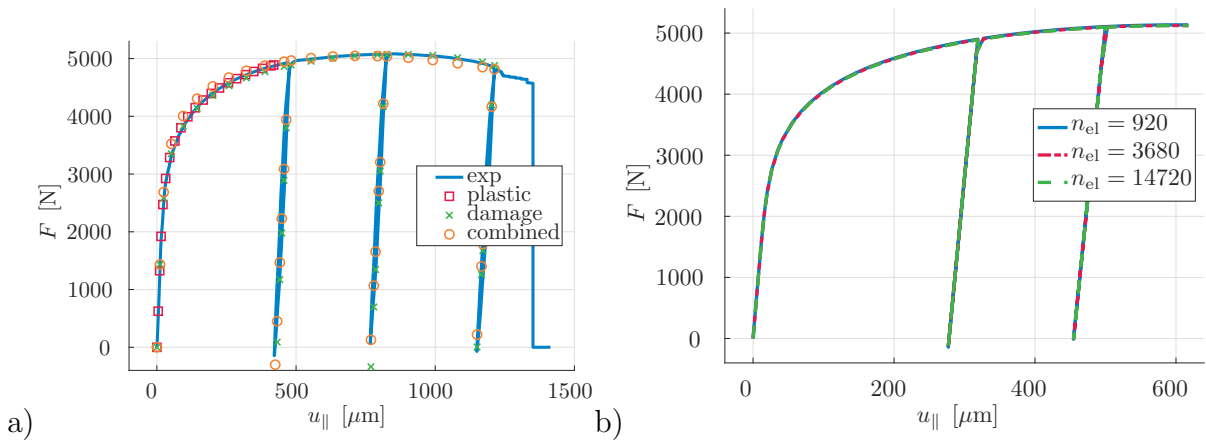 5000
4000
3000
2000
1000
0
F [N]
0
500
1000
1500
u∥ [μm]
exp
plastic
damage
combined
a)
5000
4000
3000
2000
1000
0
F [N]
0
200
400
600
u∥ [μm]
nel = 920
nel = 3680
nel = 14720
b)